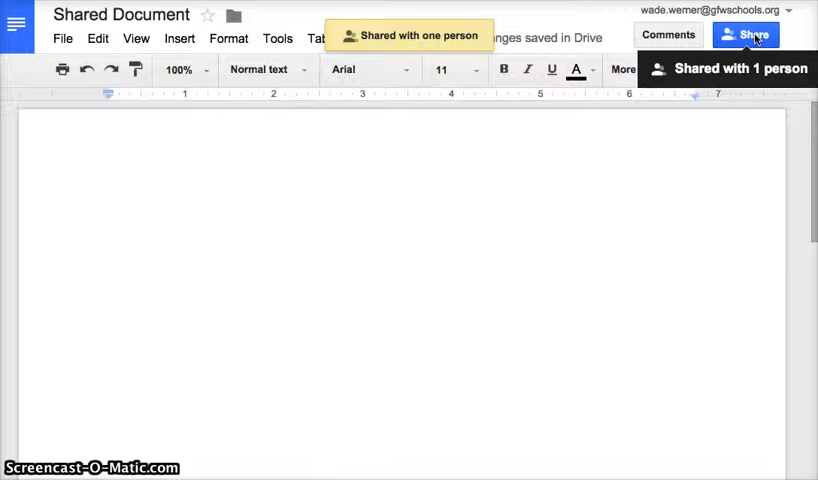 Shared Document
wade.werner@gfwschools.org
File Edit View Insert Format Tools Tab
Shared with one person
nges saved in Drive
Comments
Share
100% Normal text Arial 11 B I U A More
Shared with 1 person
1 2 3 4 5 6 7
Screencast-O-Matic.com